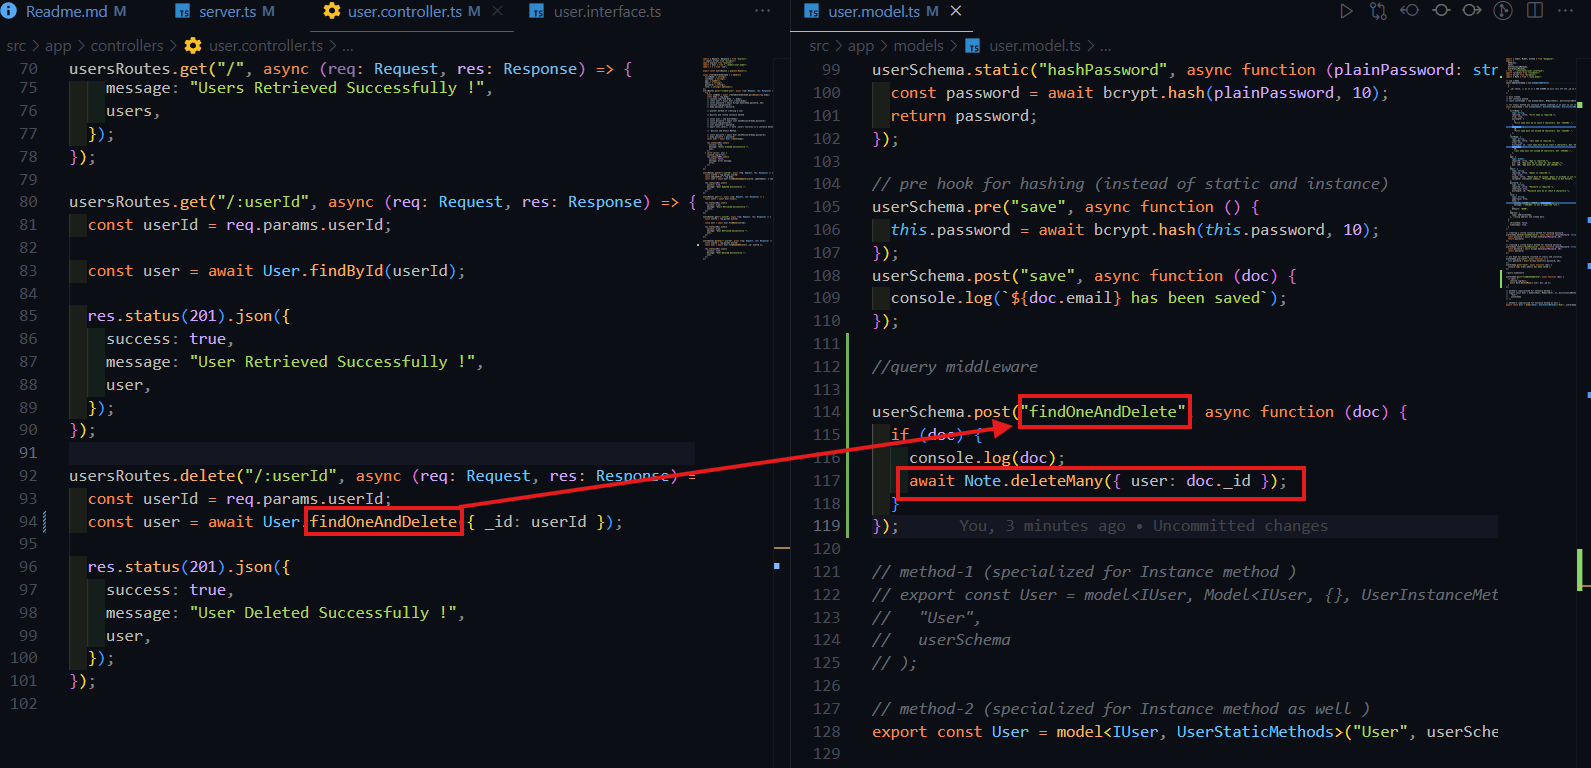 Readme.md M
server.ts M
user.controller.ts M
user.interface.ts
src > app > controllers > user.controller.ts > ...
70 usersRoutes.get("/", async (req: Request, res: Response) => {
75 message: "Users Retrieved Successfully !",
76 users,
77 });
78 });
79
80 usersRoutes.get("/:userId", async (req: Request, res: Response) => {
81 const userId = req.params.userId;
82
83 const user = await User.findById(userId);
84
85 res.status(201).json({
86 success: true,
87 message: "User Retrieved Successfully !",
88 user,
89 });
90 });
91
92 usersRoutes.delete("/:userId", async (req: Request, res: Response) =
93 const userId = req.params.userId;
94 const user = await User.findOneAndDelete({ _id: userId });
95
96 res.status(201).json({
97 success: true,
98 message: "User Deleted Successfully !",
99 user,
100 });
101 });
102
user.model.ts M
src > app > models > user.model.ts > ...
99 userSchema.static("hashPassword", async function (plainPassword: str
100 const password = await bcrypt.hash(plainPassword, 10);
101 return password;
102 });
103
104 // pre hook for hashing (instead of static and instance)
105 userSchema.pre("save", async function () {
106 this.password = await bcrypt.hash(this.password, 10);
107 });
108 userSchema.post("save", async function (doc) {
109 console.log(`${doc.email} has been saved`);
110 });
111
112 //query middleware
113
114 userSchema.post("findOneAndDelete", async function (doc) {
115 if (doc) {
116 console.log(doc);
117 await Note.deleteMany({ user: doc._id });
118 }
119 }); You, 3 minutes ago • Uncommitted changes
120
121 // method-1 (specialized for Instance method )
122 // export const User = model<IUser, Model<IUser, {}, UserInstanceMet
123 // "User",
124 // userSchema
125 // );
126
127 // method-2 (specialized for Instance method as well )
128 export const User = model<IUser, UserStaticMethods>("User", userSche
129